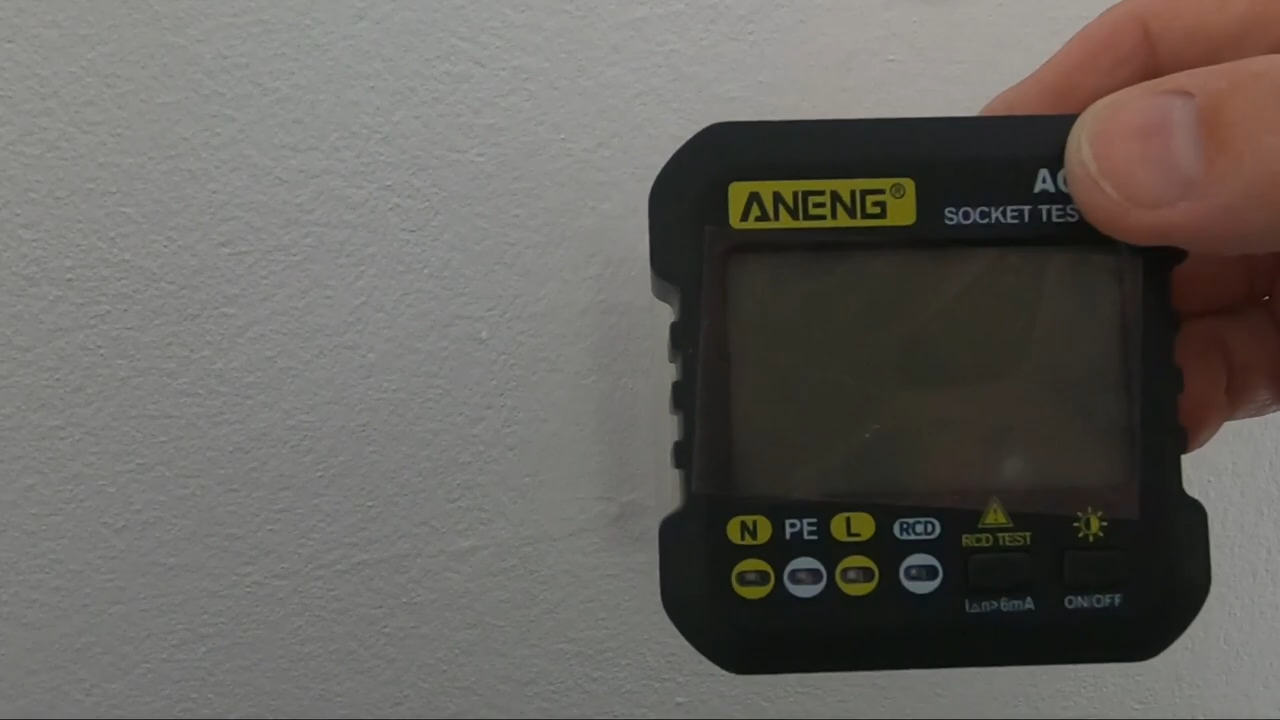 ANENG®
SOCKET TES
N PE L RCD
RCD TEST
I△n>6mA
ON/OFF